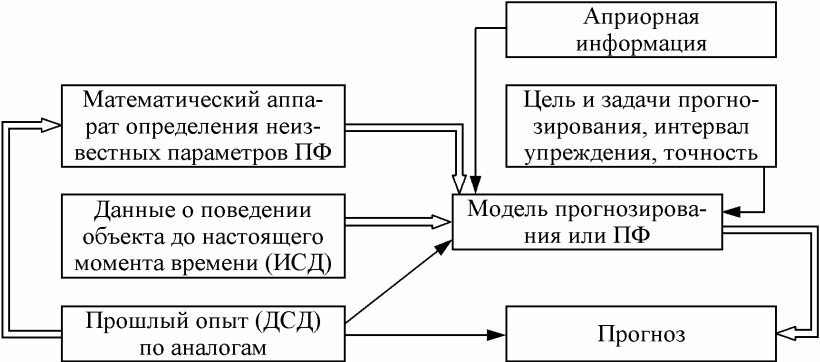 Априорная
информация
Математический аппа-
рат определения неиз-
вестных параметров ПФ
Цель и задачи прогно-
зирования, интервал
упреждения, точность
Данные о поведении
объекта до настоящего
момента времени (ИСД)
Модель прогнозирова-
ния или ПФ
Прошлый опыт (ДСД)
по аналогам
Прогноз